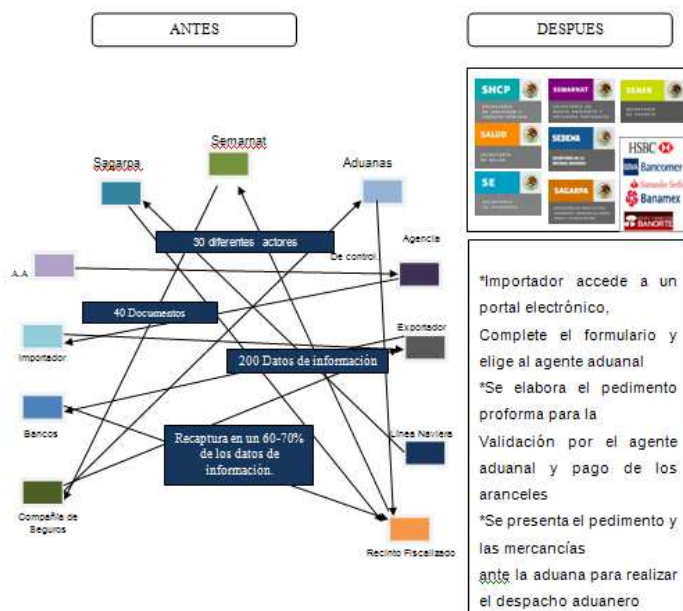 ANTES
DESPUES
Semarnat
Sagarpa
Aduanas
30 diferentes actores
Agencia
De control.
A.A
40 Documentos
Importador
Exportador
200 Datos de información
Bancos
Recaptura en un 60-70%
de los datos de
información.
Línea Naviera
Compañía de
Seguros
Recinto Fiscalizado
SHCP
SEMARNAT
SENER
SALUD
SEDENA
SE
SAGARPA
HSBC
BBVA Bancomer
Banamex
BANORTE
*Importador accede a un
portal electrónico,
Complete el formulario y
elige al agente aduanal
*Se elabora el pedimento
proforma para la
Validación por el agente
aduanal y pago de los
aranceles
*Se presenta el pedimento y
las mercancías
ante la aduana para realizar
el despacho aduanero